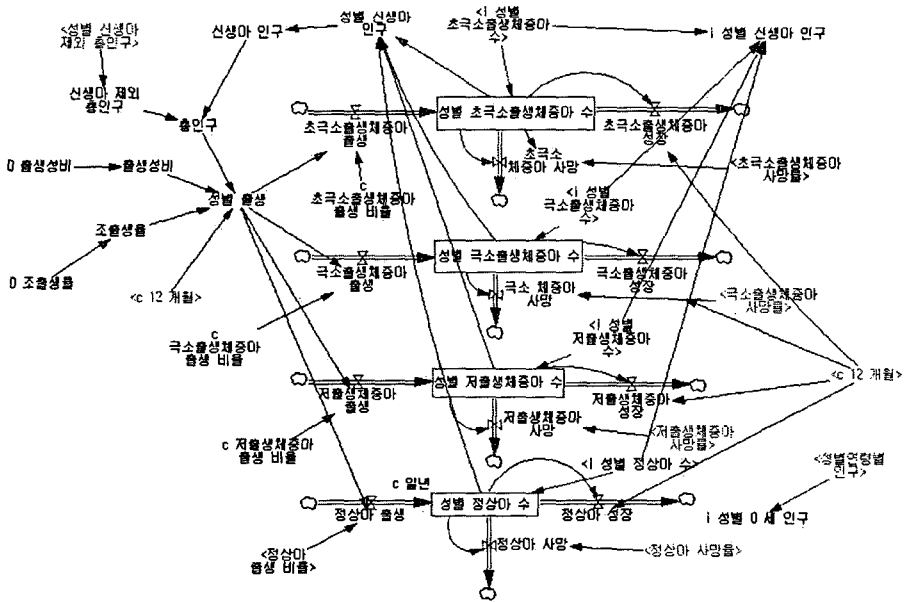 <성별 신생아
제외 총인구>
신생아 인구
성별 신생아
인구
<i 성별
초극소출생체중아
수>
i 성별 신생아 인구
신생아 제외
총인구
총인구
초극소출생체중아
출생
성별 초극소출생체중아 수
초극소출생체중아
성장
초극소
체중아 사망
<초극소출생체중아
사망률>
0 출생성비
출생성비
성별 출생
c
초극소출생체중아
출생 비율
<i 성별
극소출생체중아
수>
조출생율
0 조출생율
<c 12 개월>
극소출생체중아
출생
성별 극소출생체중아 수
극소출생체중아
성장
극소 체중아
사망
<극소출생체중아
사망률>
c
극소출생체중아
출생 비율
<i 성별
저출생체중아
수>
저출생체중아
출생
성별 저출생체중아 수
저출생체중아
성장
<c 12 개월>
저출생체중아
사망
<저출생체중아
사망률>
c 저출생체중아
출생 비율
<i 성별 정상아 수>
<성별연령별
인구>
c 일년
정상아 출생
성별 정상아 수
정상아 성장
i 성별 0 세 인구
<정상아
출생 비율>
정상아 사망
<정상아 사망률>